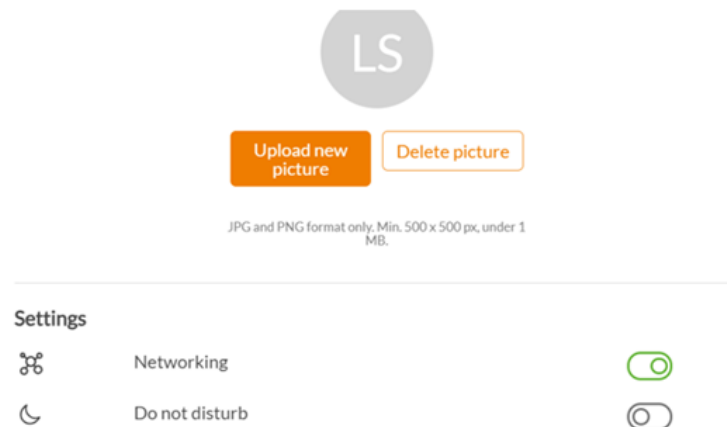 LS
Upload new
picture
Delete picture
JPG and PNG format only. Min. 500 x 500 px, under 1
MB.
Settings
Networking
Do not disturb